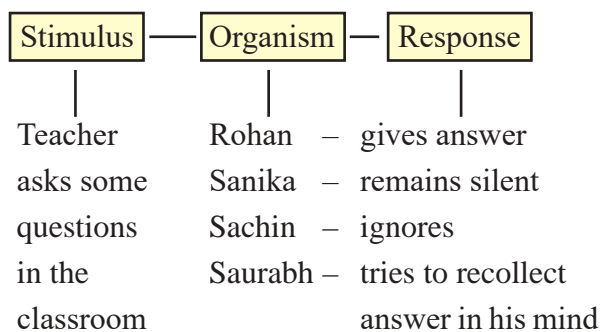 Stimulus Organism Response
Teacher Rohan – gives answer
asks some Sanika – remains silent
questions Sachin – ignores
in the Saurabh – tries to recollect
classroom answer in his mind